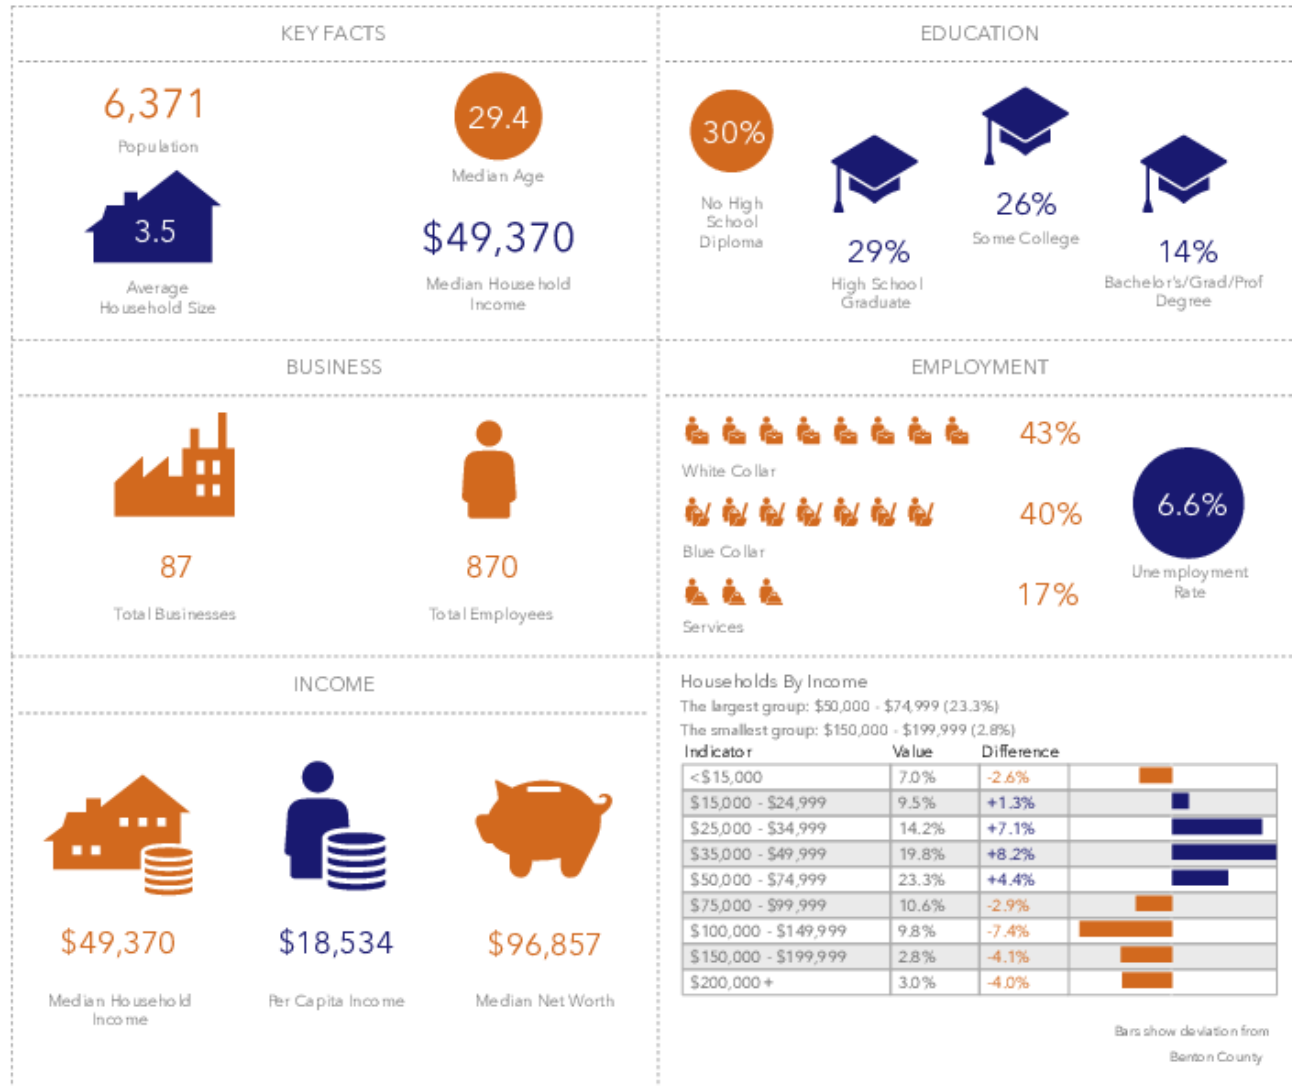 KEY FACTS
6,371
Population
29.4
Median Age
3.5
Average
Household Size
$49,370
Median Household
Income
EDUCATION
30%
No High
School
Diploma
29%
High School
Graduate
26%
Some College
14%
Bachelor's/Grad/Prof
Degree
BUSINESS
87
Total Businesses
870
Total Employees
EMPLOYMENT
43%
White Collar
40%
Blue Collar
17%
Services
6.6%
Unemployment
Rate
INCOME
$49,370
Median Household
Income
$18,534
Per Capita Income
$96,857
Median Net Worth
Households By Income
The largest group: $50,000 - $74,999 (23.3%)
The smallest group: $150,000 - $199,999 (2.8%)
Indicator Value Difference
<$15,000 7.0% -2.6%
$15,000 - $24,999 9.5% +1.3%
$25,000 - $34,999 14.2% +7.1%
$35,000 - $49,999 19.8% +8.2%
$50,000 - $74,999 23.3% +4.4%
$75,000 - $99,999 10.6% -2.9%
$100,000 - $149,999 9.8% -7.4%
$150,000 - $199,999 2.8% -4.1%
$200,000 + 3.0% -4.0%
Bars show deviation from
Benton County